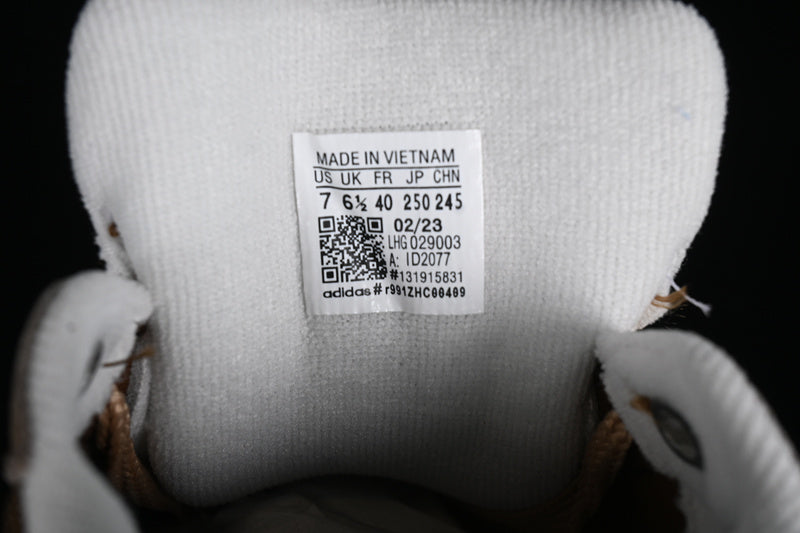 MADE IN VIETNAM
US UK FR JP CHN
7 6½ 40 250 245
02/23
LHG 029003
A: ID2077
#131915831
adidas # r991ZHC00409